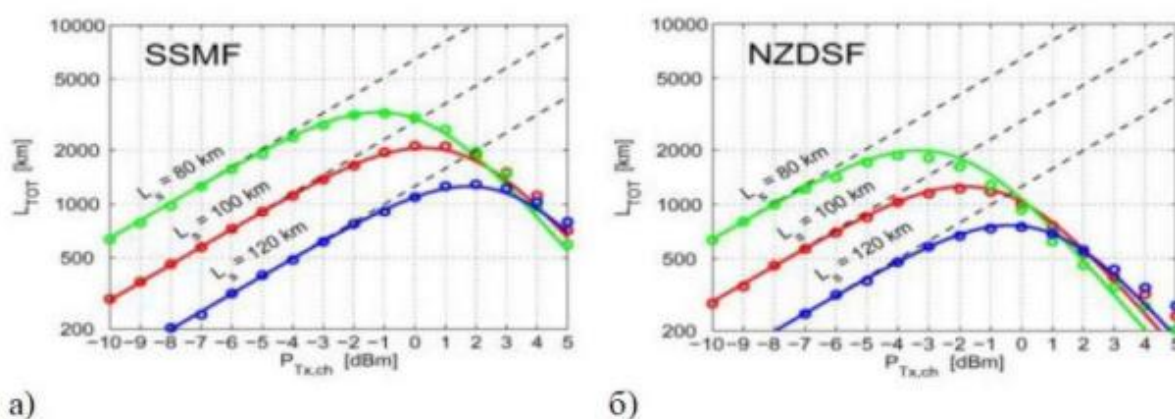 SSMF
L_TOT [km]
10000
5000
2000
1000
500
200
L_s = 80 km
L_s = 100 km
L_s = 120 km
−10 −9 −8 −7 −6 −5 −4 −3 −2 −1 0 1 2 3 4 5
P_Tx,ch [dBm]
а)
NZDSF
L_TOT [km]
10000
5000
2000
1000
500
200
L_s = 80 km
L_s = 100 km
L_s = 120 km
−10 −9 −8 −7 −6 −5 −4 −3 −2 −1 0 1 2 3 4 5
P_Tx,ch [dBm]
б)